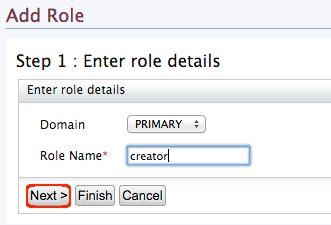 Add Role
Step 1 : Enter role details
Enter role details
Domain PRIMARY
Role Name* creator
Next > Finish Cancel